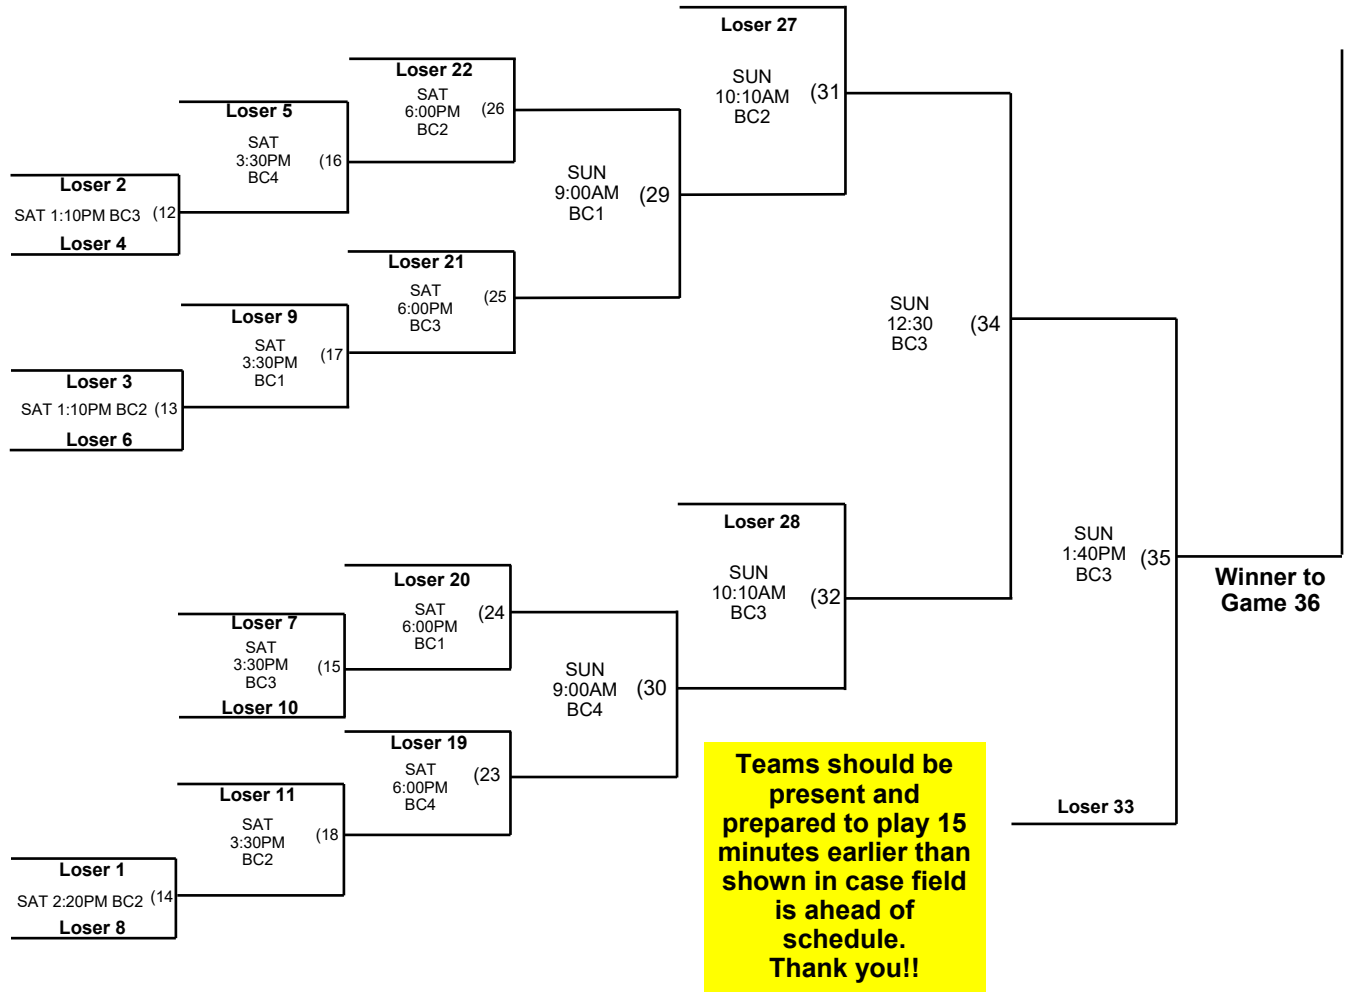 Loser 27
SUN
10:10AM
BC2
(31
Loser 22
SAT
6:00PM
BC2
(26
Loser 5
SAT
3:30PM
BC4
(16
Loser 2
SAT 1:10PM BC3 (12
Loser 4
SUN
9:00AM
BC1
(29
Loser 21
SAT
6:00PM
BC3
(25
Loser 9
SAT
3:30PM
BC1
(17
Loser 3
SAT 1:10PM BC2 (13
Loser 6
SUN
12:30
BC3
(34
Loser 28
SUN
10:10AM
BC3
(32
SUN
1:40PM
BC3
(35
Winner to
Game 36
Loser 20
SAT
6:00PM
BC1
(24
Loser 7
SAT
3:30PM
BC3
(15
Loser 10
SUN
9:00AM
BC4
(30
Loser 19
SAT
6:00PM
BC4
(23
Loser 11
SAT
3:30PM
BC2
(18
Loser 1
SAT 2:20PM BC2 (14
Loser 8
Loser 33
Teams should be
present and
prepared to play 15
minutes earlier than
shown in case field
is ahead of
schedule.
Thank you!!